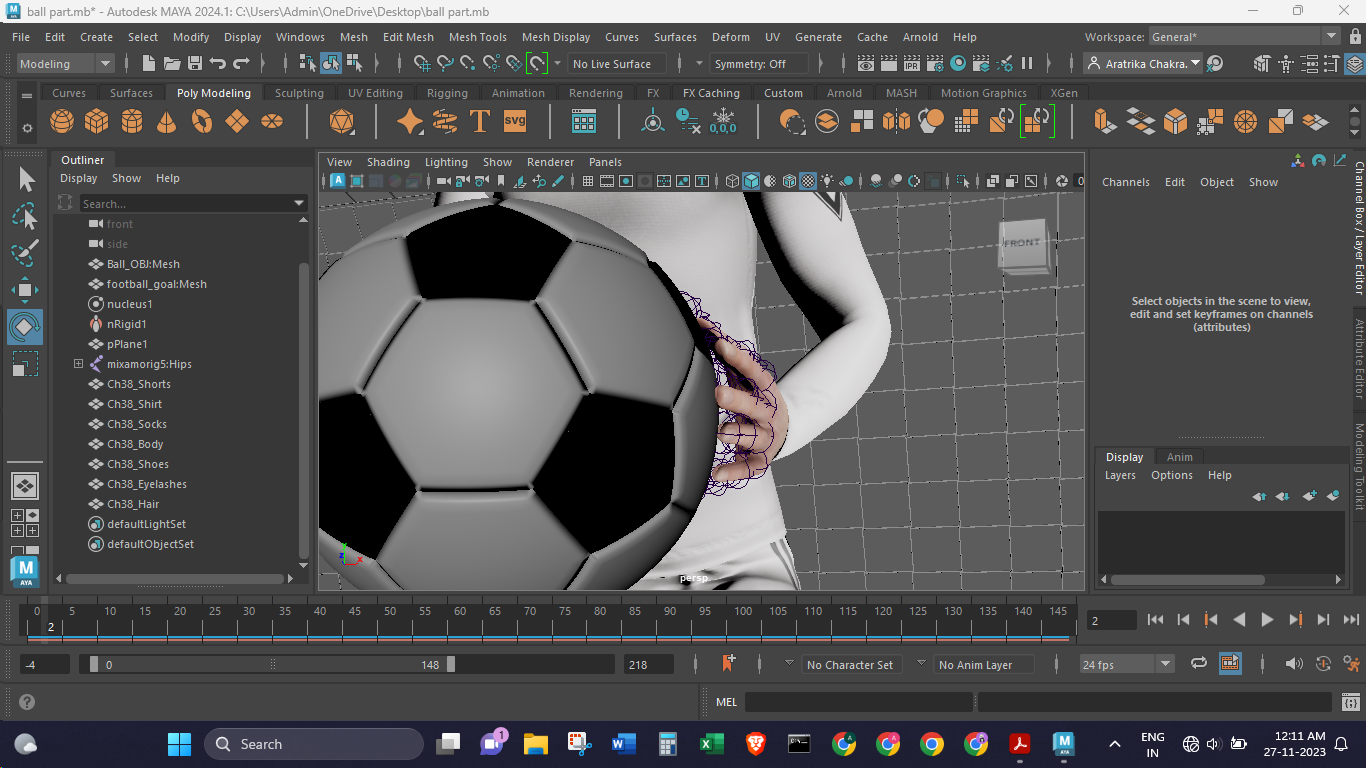 ball part.mb* - Autodesk MAYA 2024.1: C:\Users\Admin\OneDrive\Desktop\ball part.mb
File Edit Create Select Modify Display Windows Mesh Edit Mesh Mesh Tools Mesh Display Curves Surfaces Deform UV Generate Cache Arnold Help Workspace: General*
Modeling No Live Surface Symmetry: Off IPR Aratrika Chakra.
Curves Surfaces Poly Modeling Sculpting UV Editing Rigging Animation Rendering FX FX Caching Custom Arnold MASH Motion Graphics XGen
T SVG 0,0,0
Outliner
Display Show Help
Search...
front
side
Ball_OBJ:Mesh
football_goal:Mesh
nucleus1
nRigid1
pPlane1
mixamorig5:Hips
Ch38_Shorts
Ch38_Shirt
Ch38_Socks
Ch38_Body
Ch38_Shoes
Ch38_Eyelashes
Ch38_Hair
defaultLightSet
defaultObjectSet
M
AYA
View Shading Lighting Show Renderer Panels
A T 0
FRONT
z x
persp
Channels Edit Object Show
Select objects in the scene to view,
edit and set keyframes on channels
(attributes)
Display Anim
Layers Options Help
Channel Box / Layer Editor
Attribute Editor
Modeling Toolkit
0 5 10 15 20 25 30 35 40 45 50 55 60 65 70 75 80 85 90 95 100 105 110 115 120 125 130 135 140 145
2
2
-4 0 148 218 No Character Set No Anim Layer 24 fps
MEL
Search 1 ENG IN 12:11 AM 27-11-2023